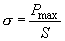 σ = P_max / S